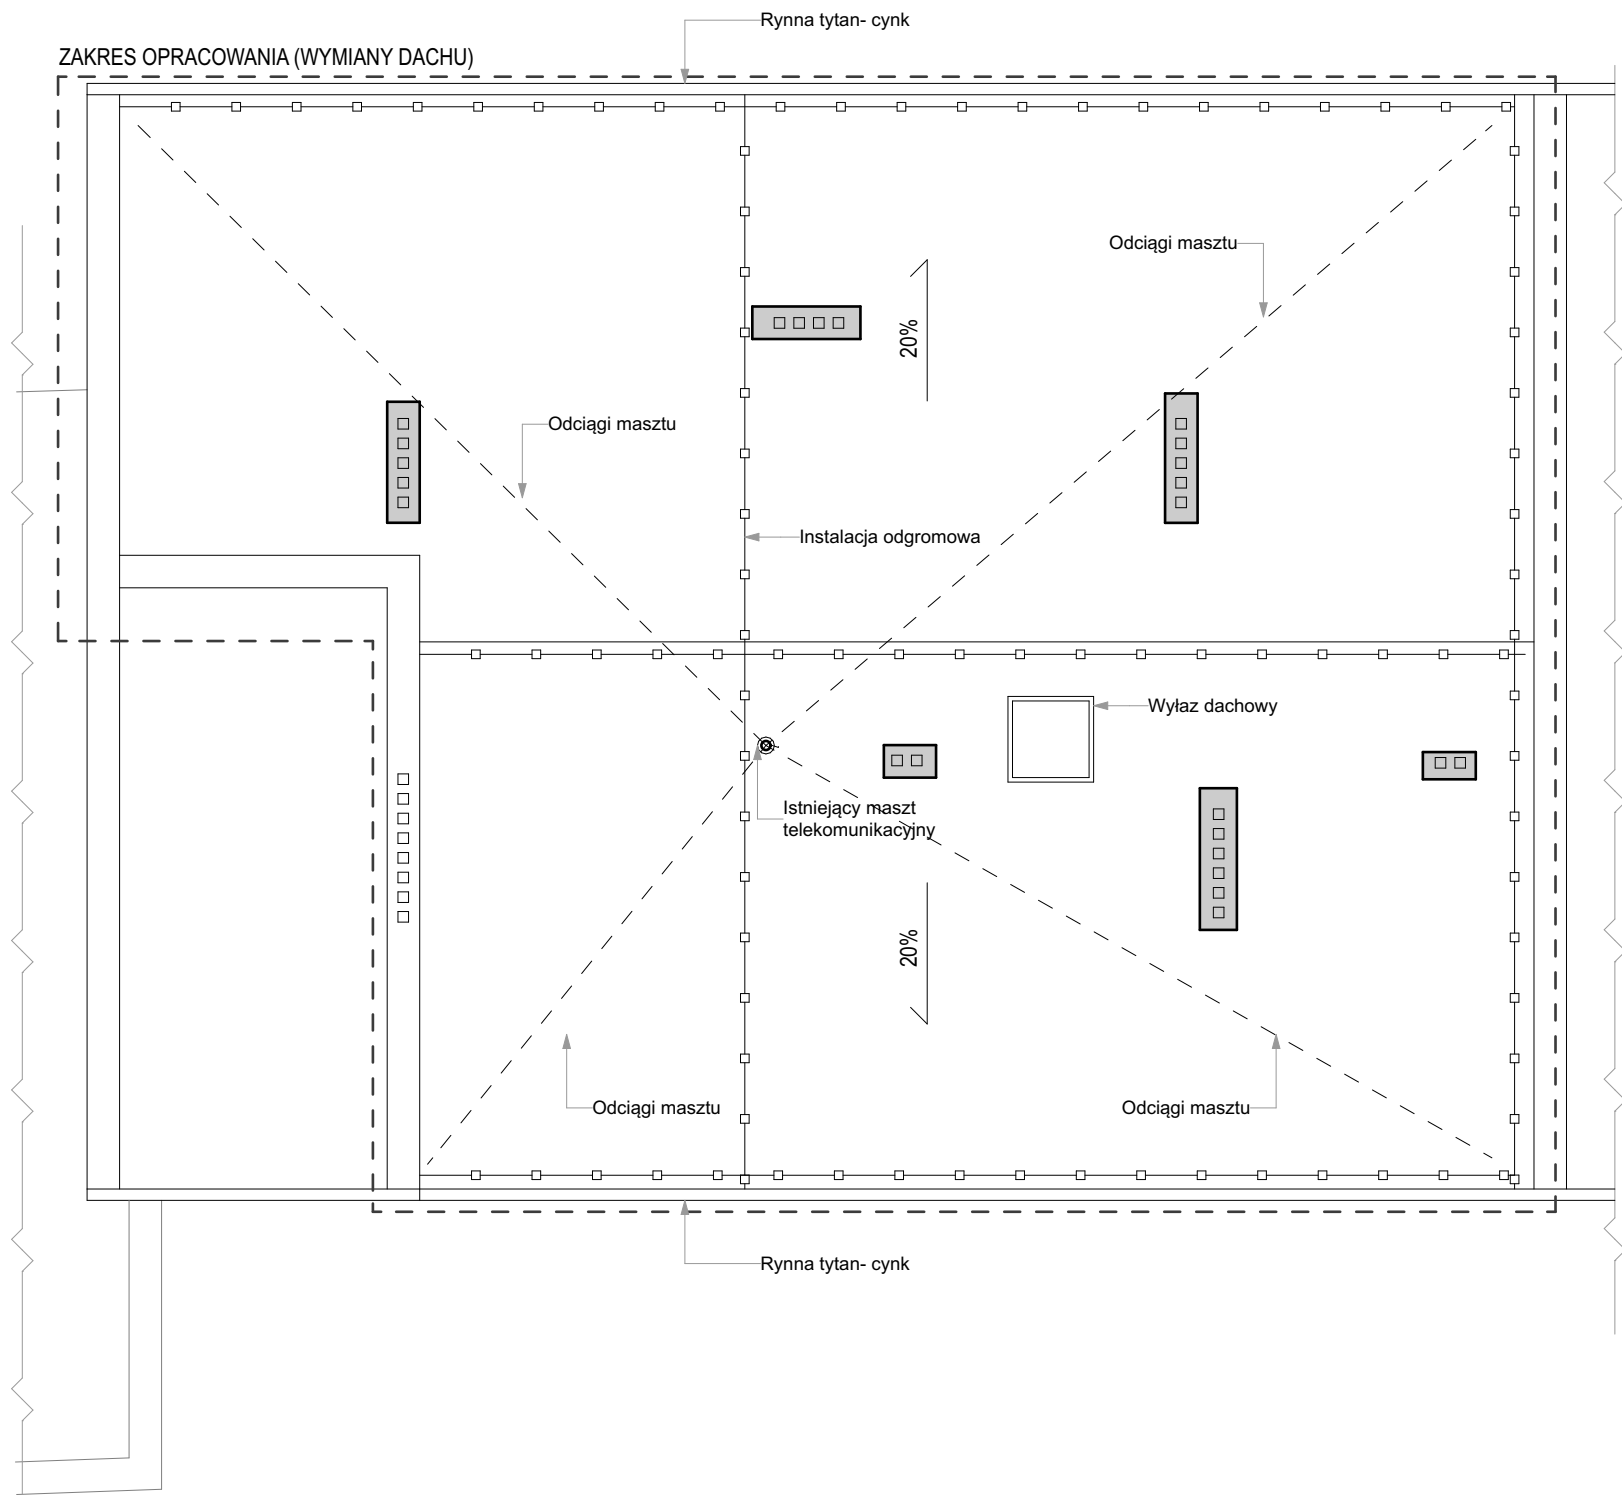 Rynna tytan- cynk
ZAKRES OPRACOWANIA (WYMIANY DACHU)
Odciągi masztu
20%
Odciągi masztu
Instalacja odgromowa
Wyłaz dachowy
Istniejący maszt
telekomunikacyjny
20%
Odciągi masztu
Odciągi masztu
Rynna tytan- cynk